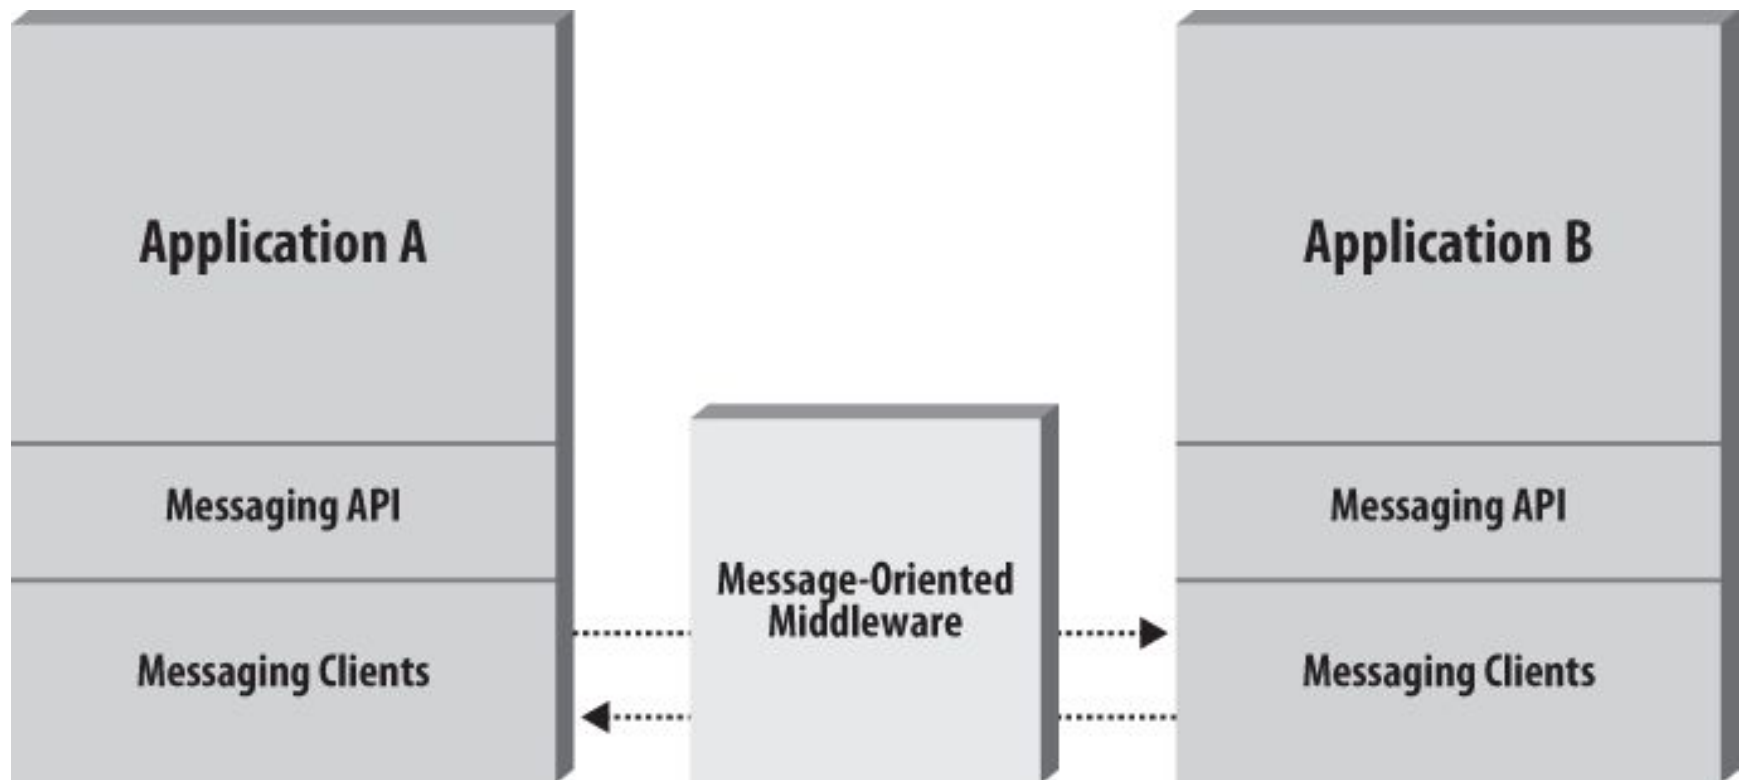 Application A
Messaging API
Messaging Clients
Message-Oriented
Middleware
Application B
Messaging API
Messaging Clients